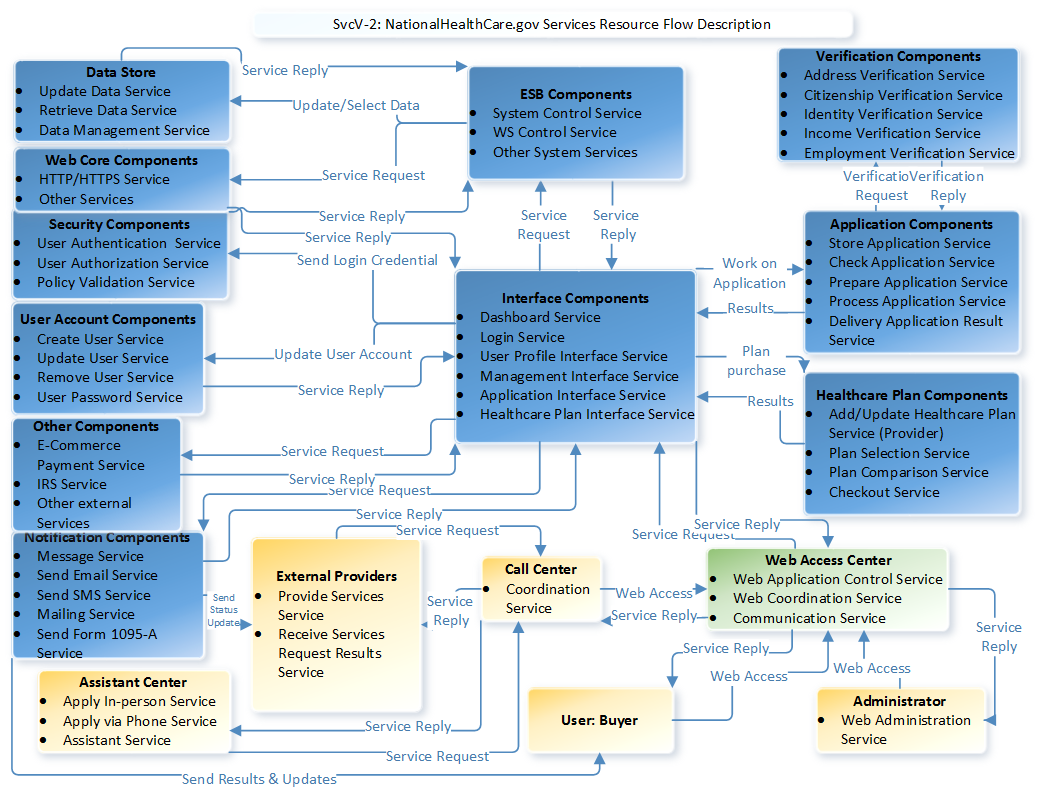 SvcV-2: NationalHealthCare.gov Services Resource Flow Description
Data Store
• Update Data Service
• Retrieve Data Service
• Data Management Service
Service Reply
Update/Select Data
ESB Components
• System Control Service
• WS Control Service
• Other System Services
Verification Components
• Address Verification Service
• Citizenship Verification Service
• Identity Verification Service
• Income Verification Service
• Employment Verification Service
Web Core Components
• HTTP/HTTPS Service
• Other Services
Service Request
Service Reply
Service Reply
Send Login Credential
Service
Request
Service
Reply
Verification
Request
Verification
Reply
Security Components
• User Authentication Service
• User Authorization Service
• Policy Validation Service
Application Components
• Store Application Service
• Check Application Service
• Prepare Application Service
• Process Application Service
• Delivery Application Result
Service
Work on
Application
Results
Interface Components
• Dashboard Service
• Login Service
• User Profile Interface Service
• Management Interface Service
• Application Interface Service
• Healthcare Plan Interface Service
User Account Components
• Create User Service
• Update User Service
• Remove User Service
• User Password Service
Update User Account
Service Reply
Plan
purchase
Results
Healthcare Plan Components
• Add/Update Healthcare Plan
Service (Provider)
• Plan Selection Service
• Plan Comparison Service
• Checkout Service
Other Components
• E-Commerce
Payment Service
• IRS Service
• Other external
Services
Service Request
Service Reply
Service Request
Service Reply
Service Request
Service Reply
Service Request
Notification Components
• Message Service
• Send Email Service
• Send SMS Service
• Mailing Service
• Send Form 1095-A
Service
Send
Status
Update
External Providers
• Provide Services
Service
• Receive Services
Request Results
Service
Service
Reply
Call Center
• Coordination
Service
Web Access
Service Reply
Web Access Center
• Web Application Control Service
• Web Coordination Service
• Communication Service
Service
Reply
Service Reply
Web Access
Web Access
Assistant Center
• Apply In-person Service
• Apply via Phone Service
• Assistant Service
Service Reply
Service Request
User: Buyer
Administrator
• Web Administration
Service
Send Results & Updates